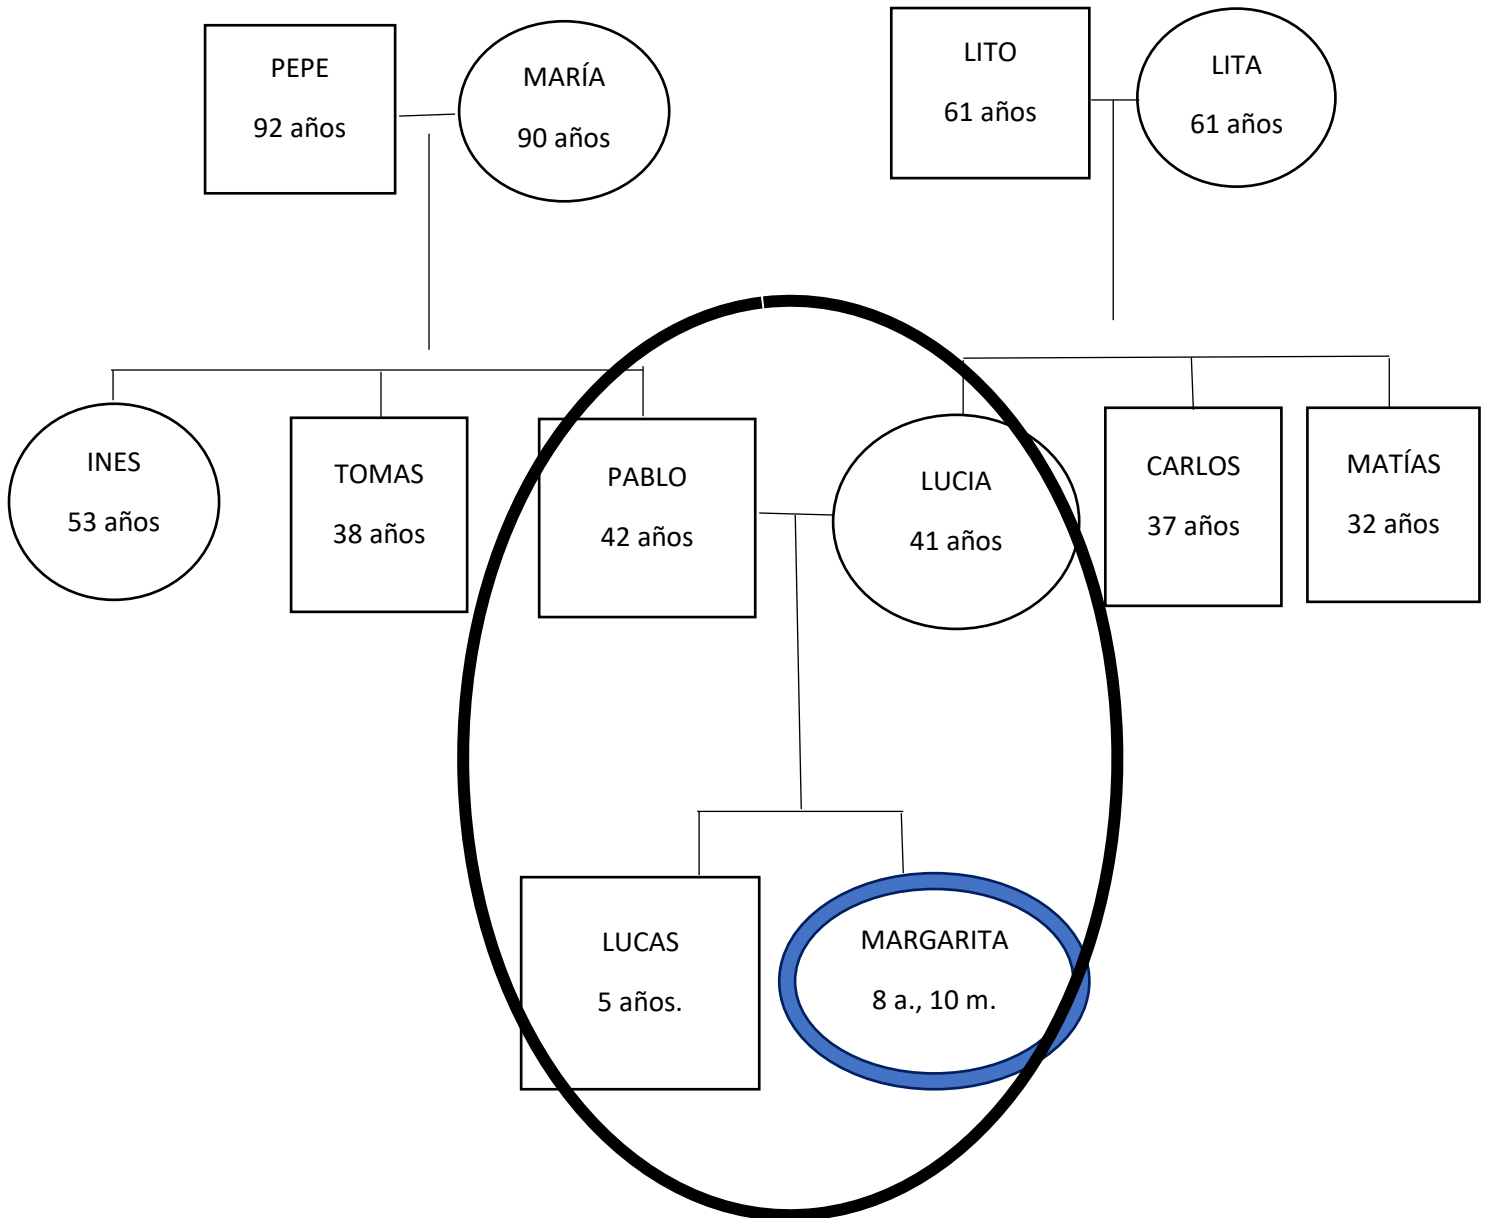 PEPE
92 años
MARÍA
90 años
LITO
61 años
LITA
61 años
INES
53 años
TOMAS
38 años
PABLO
42 años
LUCIA
41 años
CARLOS
37 años
MATÍAS
32 años
LUCAS
5 años.
MARGARITA
8 a., 10 m.